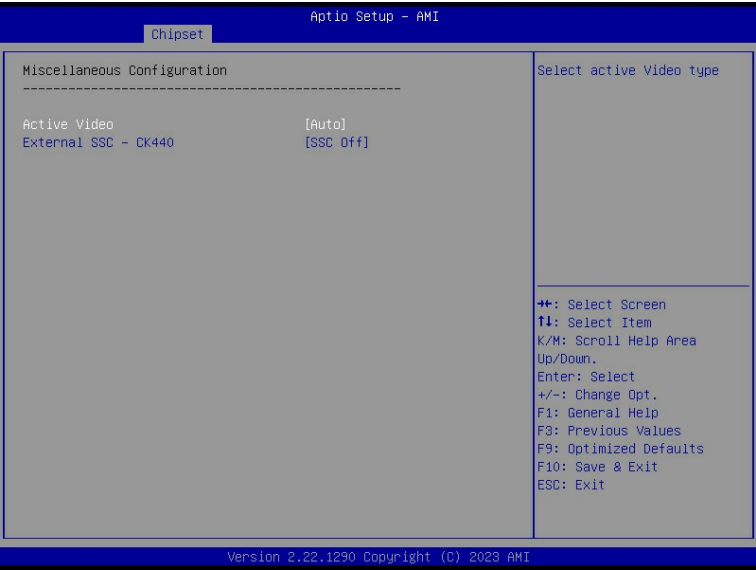 Aptio Setup – AMI
Chipset
Miscellaneous Configuration
--------------------------------------------------
Active Video [Auto]
External SSC – CK440 [SSC Off]
Select active Video type
→←: Select Screen
↑↓: Select Item
K/M: Scroll Help Area
Up/Down.
Enter: Select
+/-: Change Opt.
F1: General Help
F3: Previous Values
F9: Optimized Defaults
F10: Save & Exit
ESC: Exit
Version 2.22.1290 Copyright (C) 2023 AMI